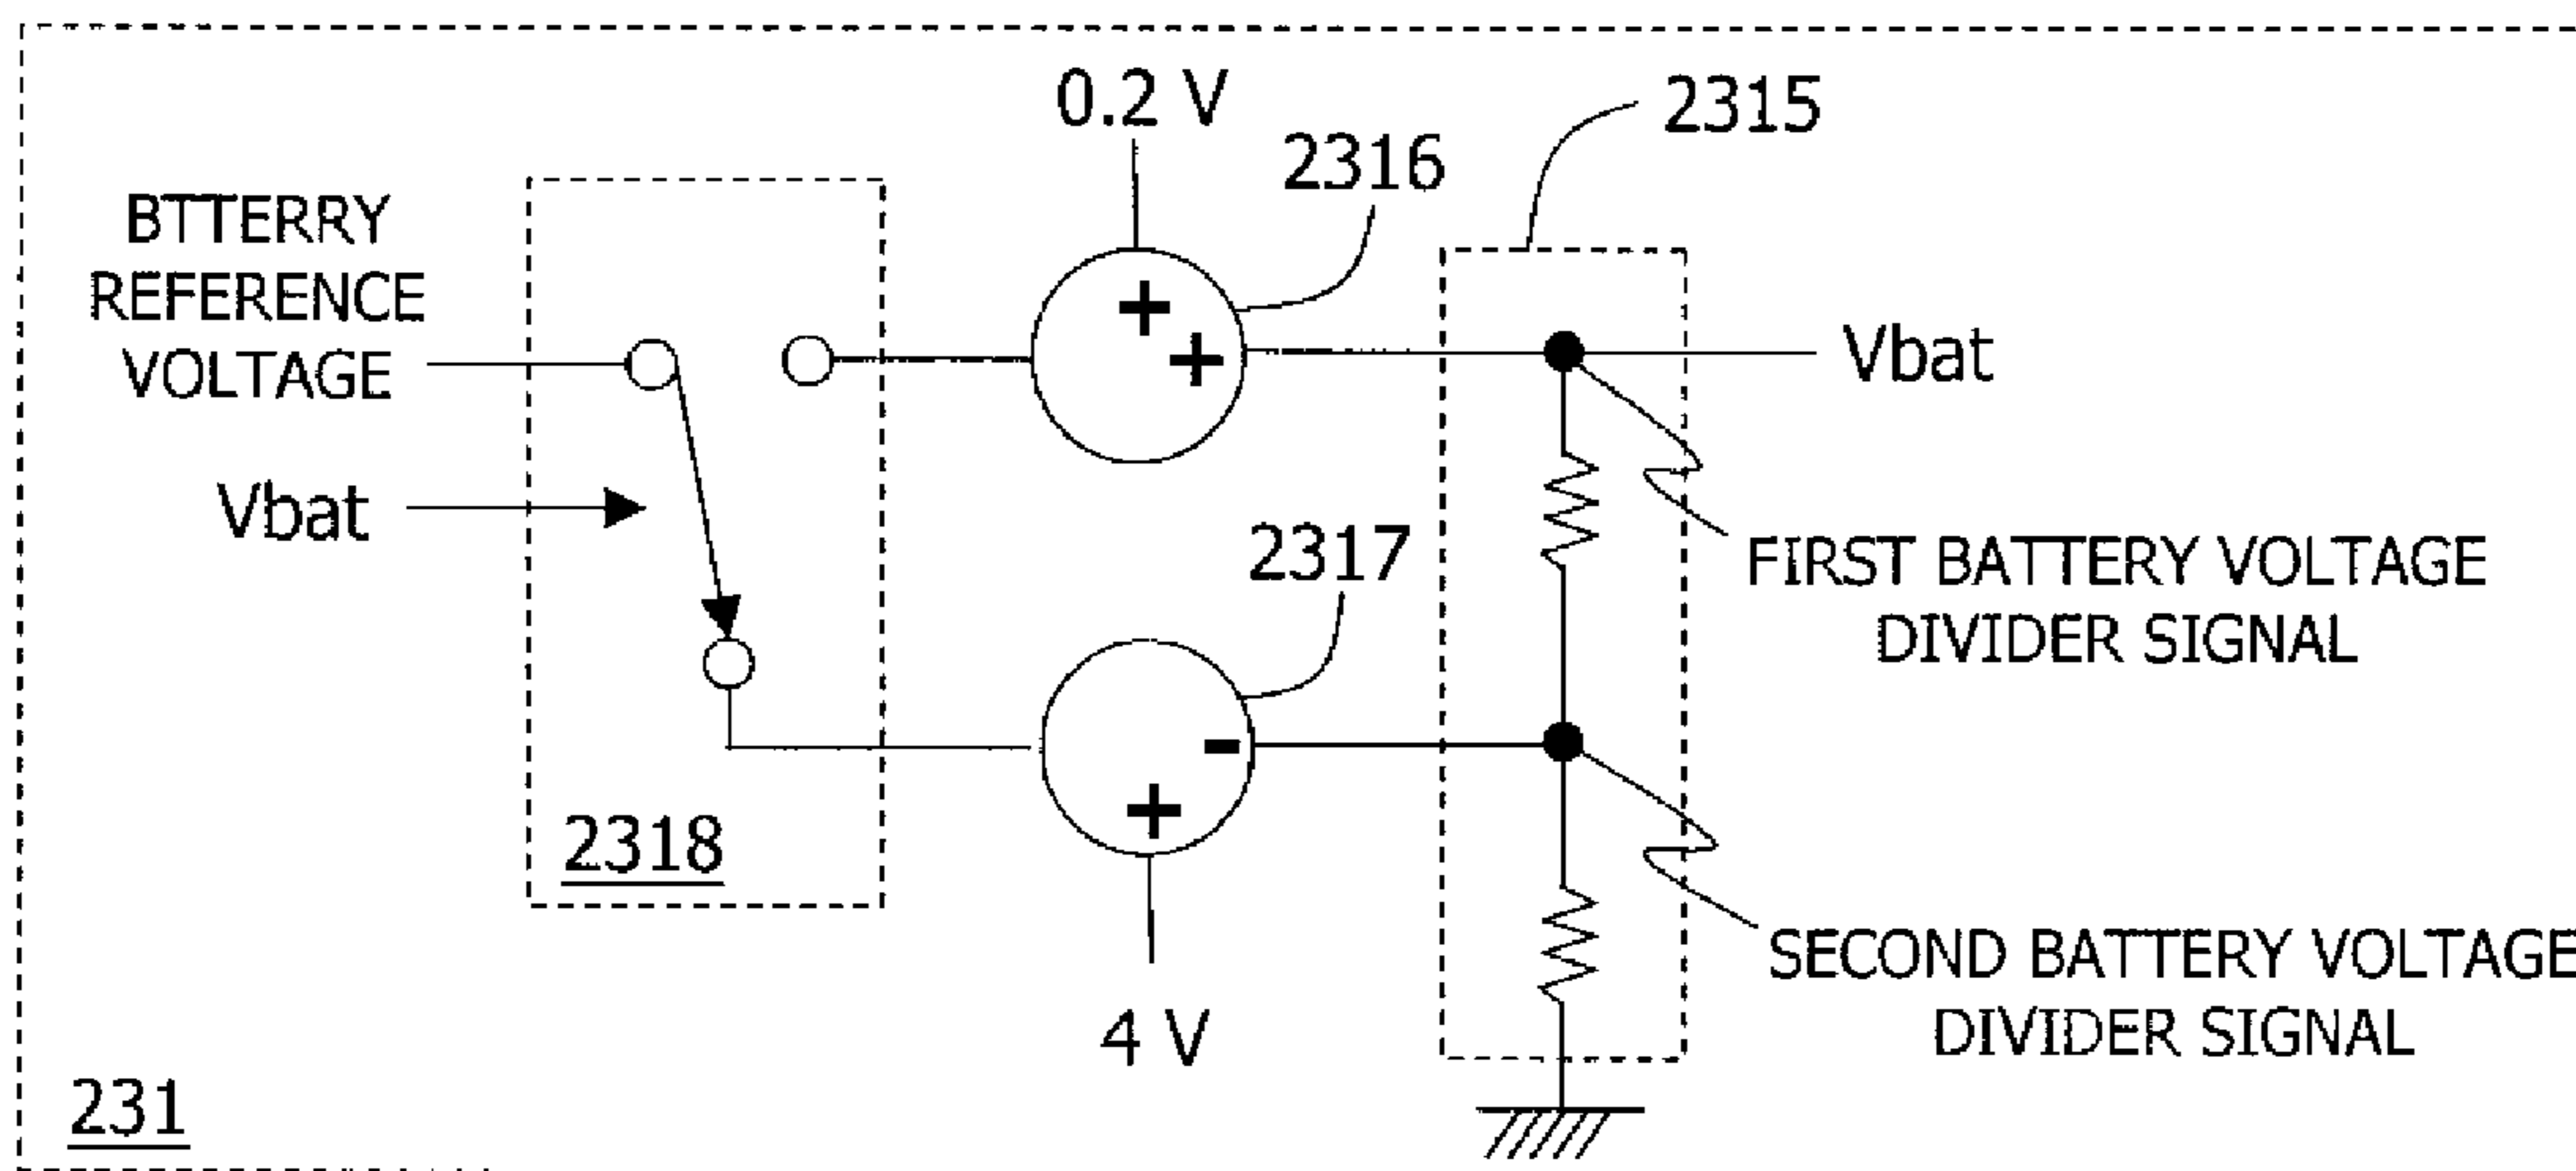 0.2 V
2315
2316
BTTERRY
REFERENCE
VOLTAGE
Vbat
Vbat
2317
FIRST BATTERY VOLTAGE
DIVIDER SIGNAL
2318
4 V
SECOND BATTERY VOLTAGE
DIVIDER SIGNAL
231